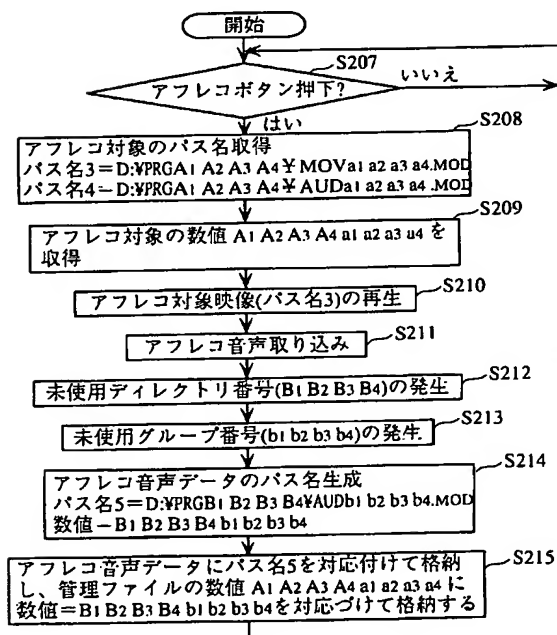 開始
S207
アフレコボタン押下?
いいえ
はい
S208
アフレコ対象のパス名取得
パス名3=D:¥PRGA1 A2 A3 A4¥MOVa1 a2 a3 a4.MOD
パス名4=D:¥PRGA1 A2 A3 A4¥AUDa1 a2 a3 a4.MOD
S209
アフレコ対象の数値 A1 A2 A3 A4 a1 a2 a3 a4 を
取得
S210
アフレコ対象映像(パス名3)の再生
S211
アフレコ音声取り込み
S212
未使用ディレクトリ番号(B1 B2 B3 B4)の発生
S213
未使用グループ番号(b1 b2 b3 b4)の発生
S214
アフレコ音声データのパス名生成
パス名5=D:¥PRGB1 B2 B3 B4¥AUDb1 b2 b3 b4.MOD
数値=B1 B2 B3 B4 b1 b2 b3 b4
S215
アフレコ音声データにパス名5を対応付けて格納
し、管理ファイルの数値 A1 A2 A3 A4 a1 a2 a3 a4 に
数値=B1 B2 B3 B4 b1 b2 b3 b4を対応づけて格納する